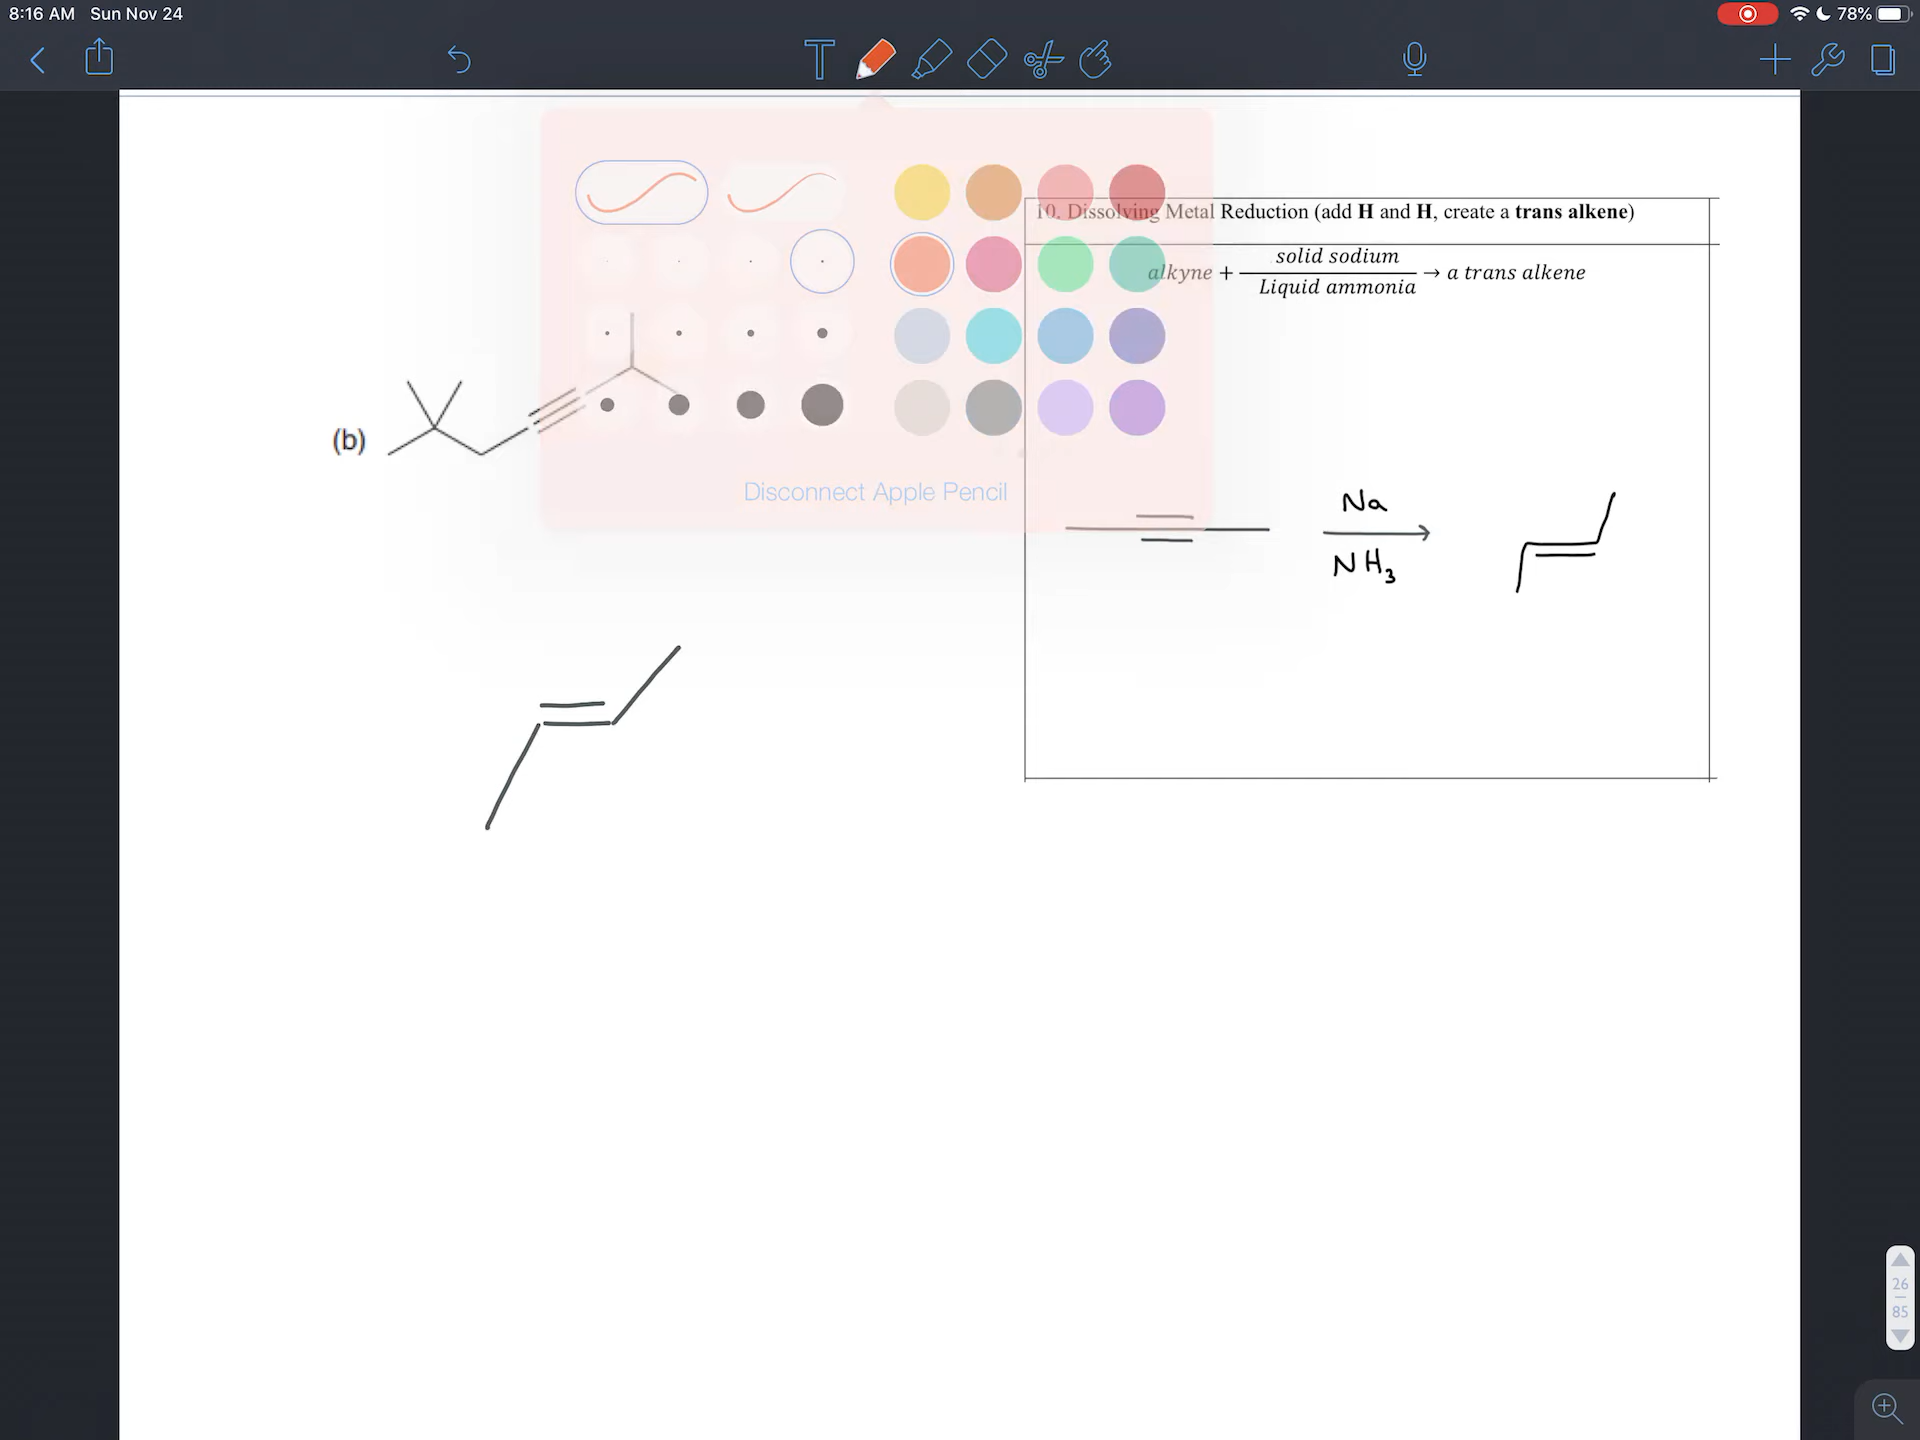 8:16 AM Sun Nov 24
78%
10. Dissolving Metal Reduction (add H and H, create a trans alkene)
alkyne + solid sodium / Liquid ammonia → a trans alkene
(b)
Disconnect Apple Pencil
Na
NH3
26
85